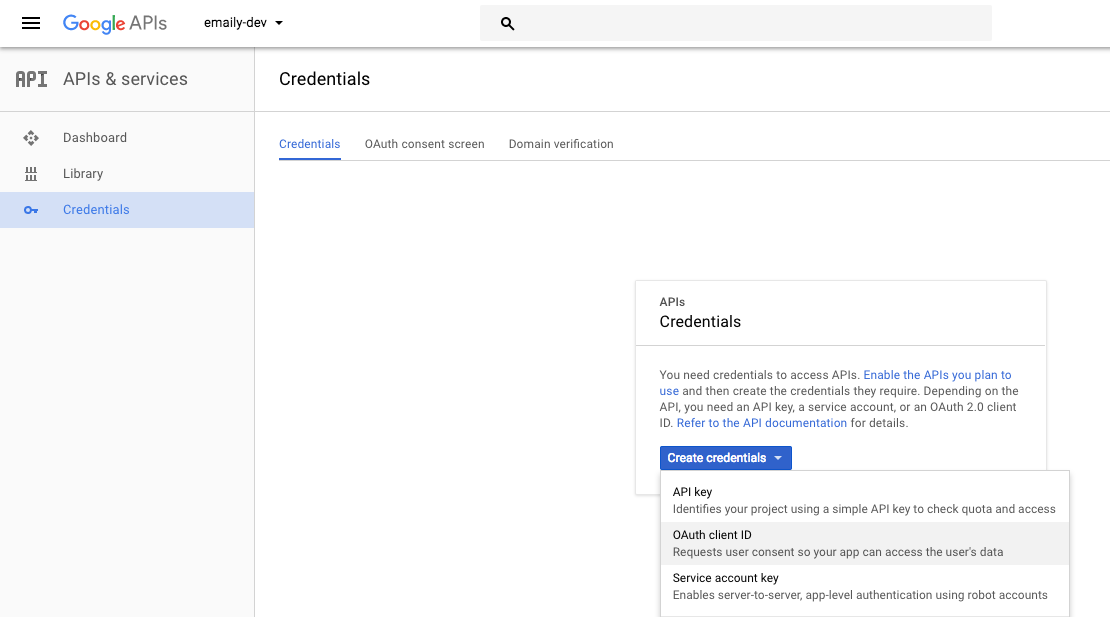 Google APIs
emaily-dev
API APIs & services
Credentials
Dashboard
Library
Credentials
Credentials
OAuth consent screen
Domain verification
APIs
Credentials
You need credentials to access APIs. Enable the APIs you plan to
use and then create the credentials they require. Depending on the
API, you need an API key, a service account, or an OAuth 2.0 client
ID. Refer to the API documentation for details.
Create credentials
API key
Identifies your project using a simple API key to check quota and access
OAuth client ID
Requests user consent so your app can access the user's data
Service account key
Enables server-to-server, app-level authentication using robot accounts